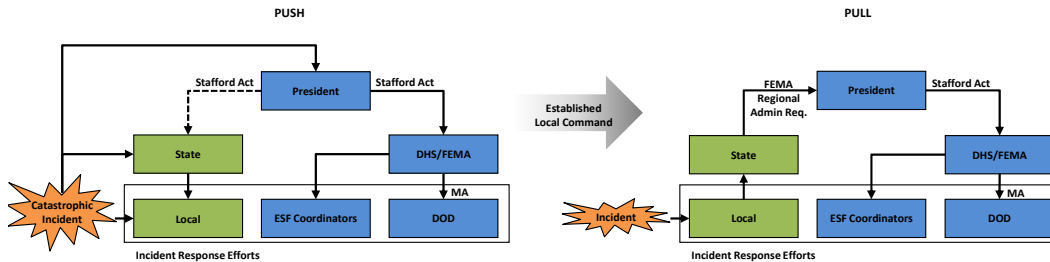 PUSH
Stafford Act
Stafford Act
President
State
DHS/FEMA
MA
Catastrophic
Incident
Local
ESF Coordinators
DOD
Incident Response Efforts
Established
Local Command
PULL
FEMA
Regional
Admin Req.
President
Stafford Act
State
DHS/FEMA
MA
Incident
Local
ESF Coordinators
DOD
Incident Response Efforts